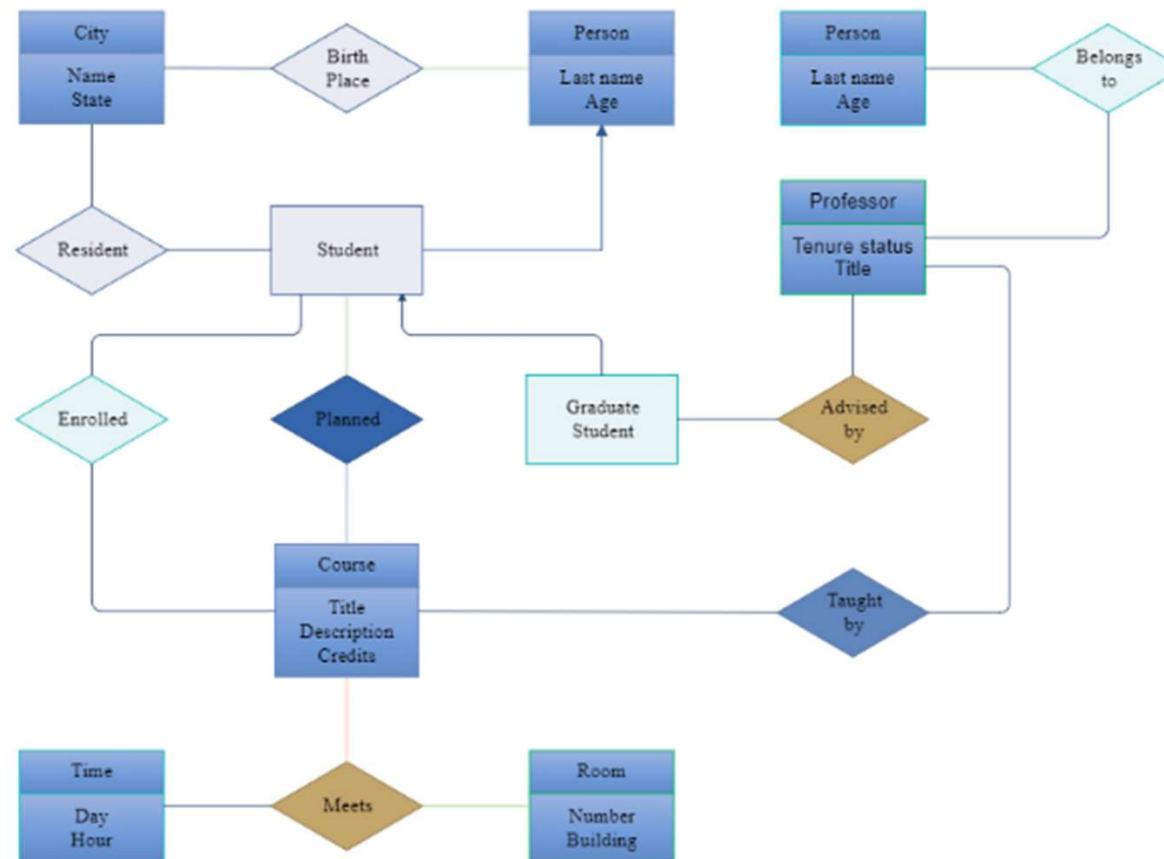 City
Name
State
Birth
Place
Person
Last name
Age
Person
Last name
Age
Belongs
to
Resident
Student
Professor
Tenure status
Title
Enrolled
Planned
Graduate
Student
Advised
by
Course
Title
Description
Credits
Taught
by
Time
Day
Hour
Meets
Room
Number
Building